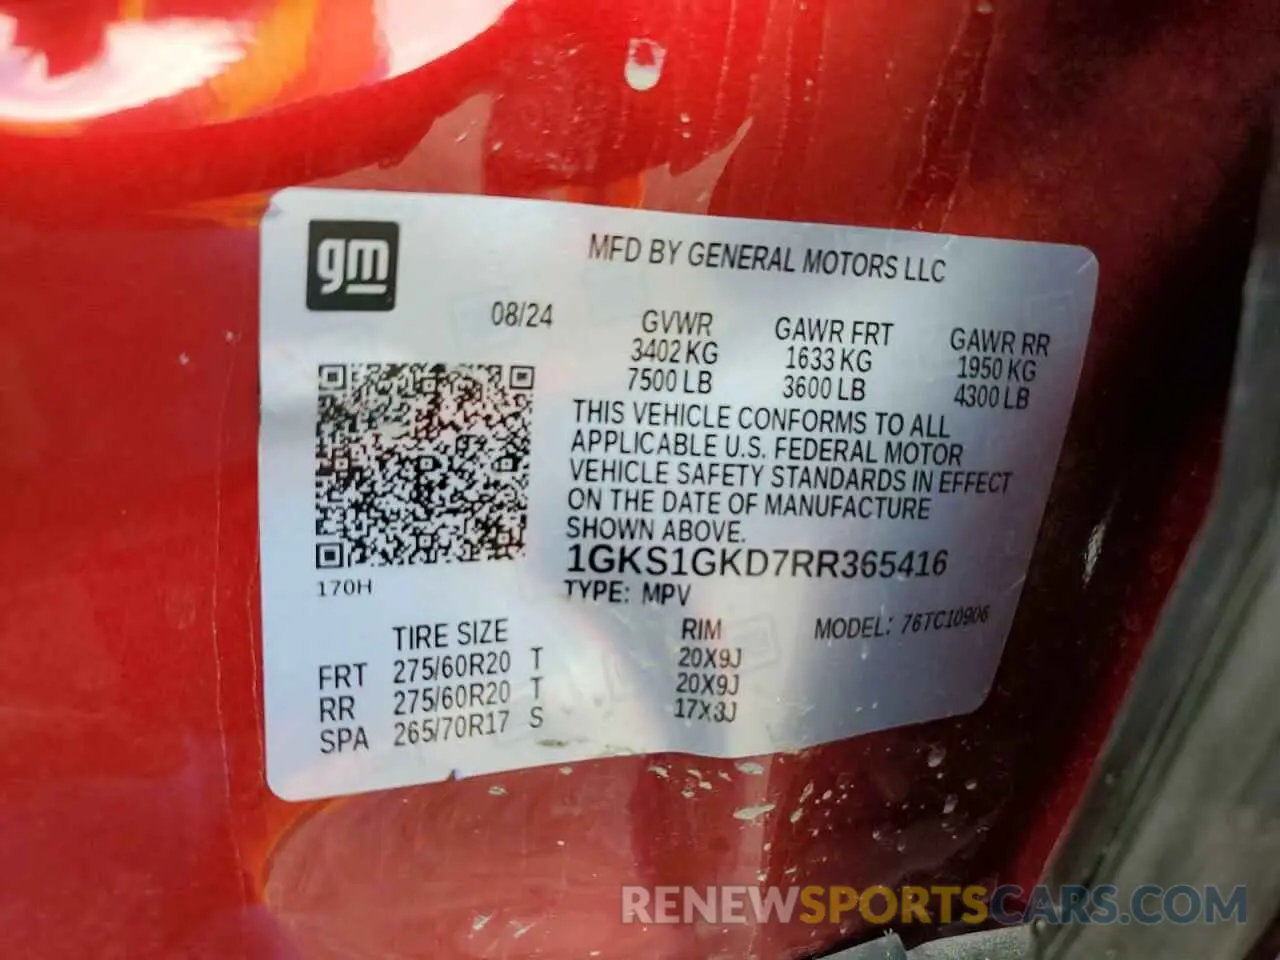 gm
MFD BY GENERAL MOTORS LLC
08/24
GVWR GAWR FRT GAWR RR
3402 KG 1633 KG 1950 KG
7500 LB 3600 LB 4300 LB
THIS VEHICLE CONFORMS TO ALL
APPLICABLE U.S. FEDERAL MOTOR
VEHICLE SAFETY STANDARDS IN EFFECT
ON THE DATE OF MANUFACTURE
SHOWN ABOVE.
1GKS1GKD7RR365416
170H
TYPE: MPV
MODEL: 76TC10906
TIRE SIZE RIM
FRT 275/60R20 T 20X9J
RR 275/60R20 T 20X9J
SPA 265/70R17 S 17X3J
RENEWSPORTSCARS.COM